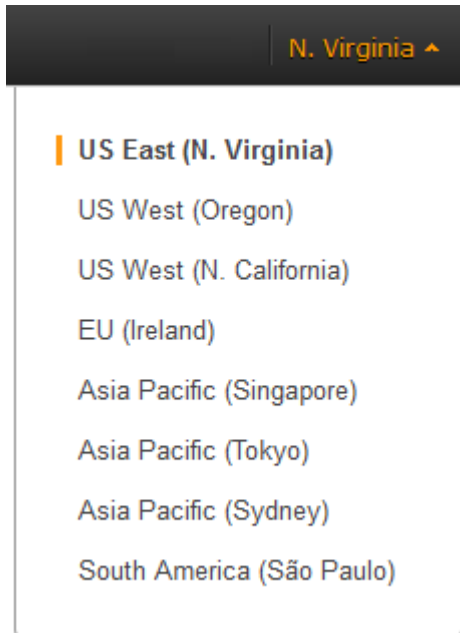 N. Virginia
US East (N. Virginia)
US West (Oregon)
US West (N. California)
EU (Ireland)
Asia Pacific (Singapore)
Asia Pacific (Tokyo)
Asia Pacific (Sydney)
South America (São Paulo)